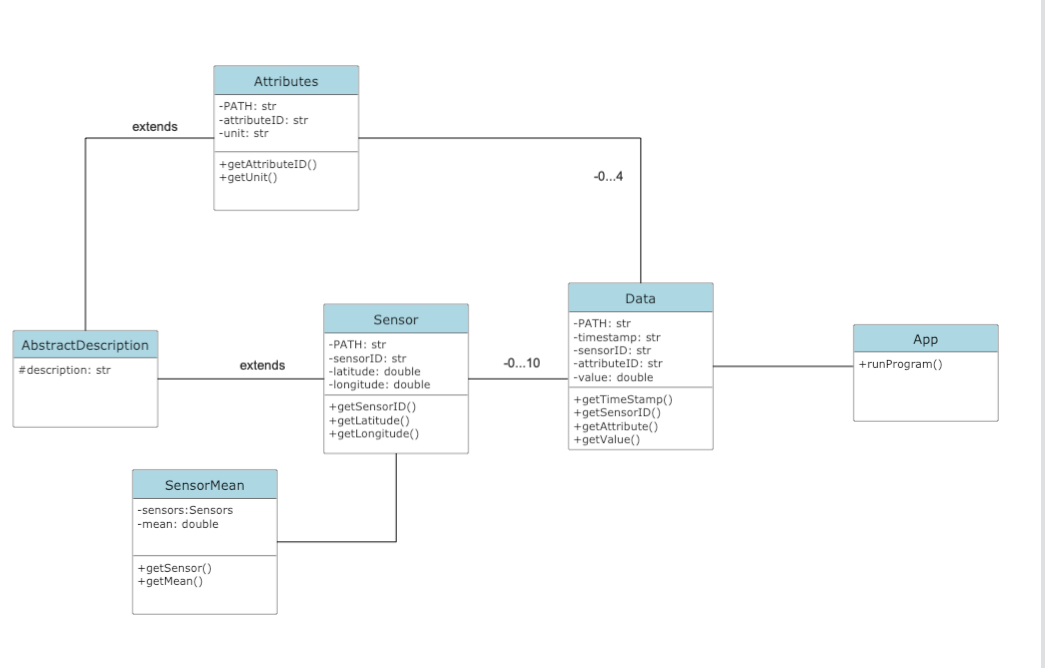 Attributes
-PATH: str
-attributeID: str
-unit: str
+getAttributeID()
+getUnit()
extends
-0...4
AbstractDescription
#description: str
extends
Sensor
-PATH: str
-sensorID: str
-latitude: double
-longitude: double
+getSensorID()
+getLatitude()
+getLongitude()
-0...10
Data
-PATH: str
-timestamp: str
-sensorID: str
-attributeID: str
-value: double
+getTimeStamp()
+getSensorID()
+getAttribute()
+getValue()
App
+runProgram()
SensorMean
-sensors:Sensors
-mean: double
+getSensor()
+getMean()